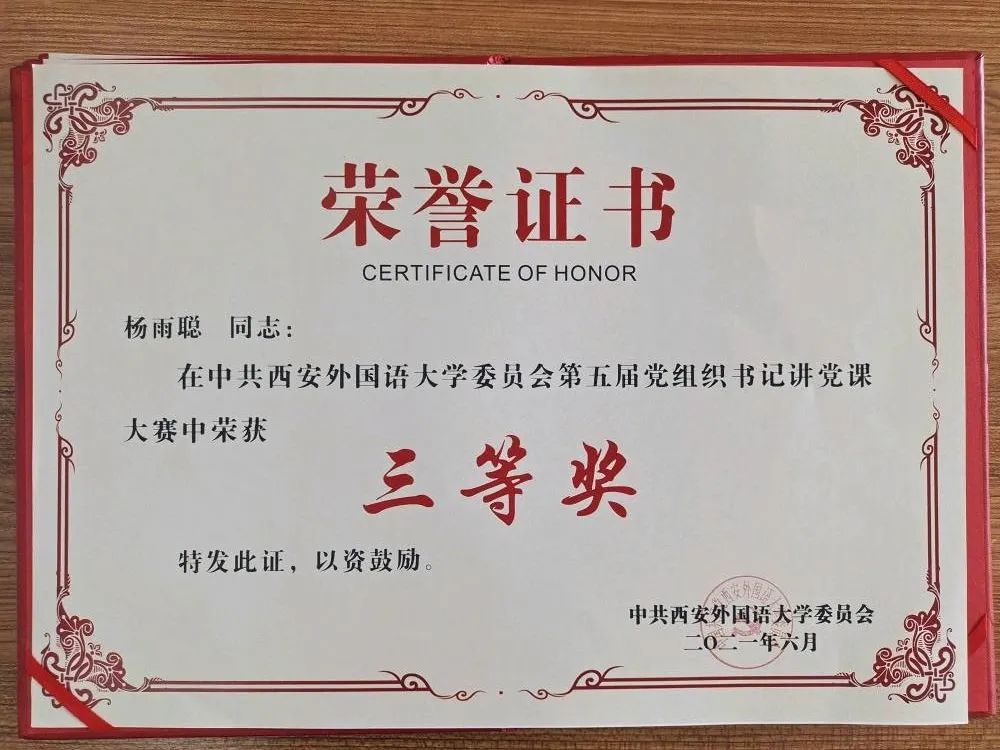 荣誉证书
CERTIFICATE OF HONOR
杨雨聪 同志：
在中共西安外国语大学委员会第五届党组织书记讲党课
大赛中荣获
三等奖
特发此证，以资鼓励。
中共西安外国语大学委员会
二〇二一年六月